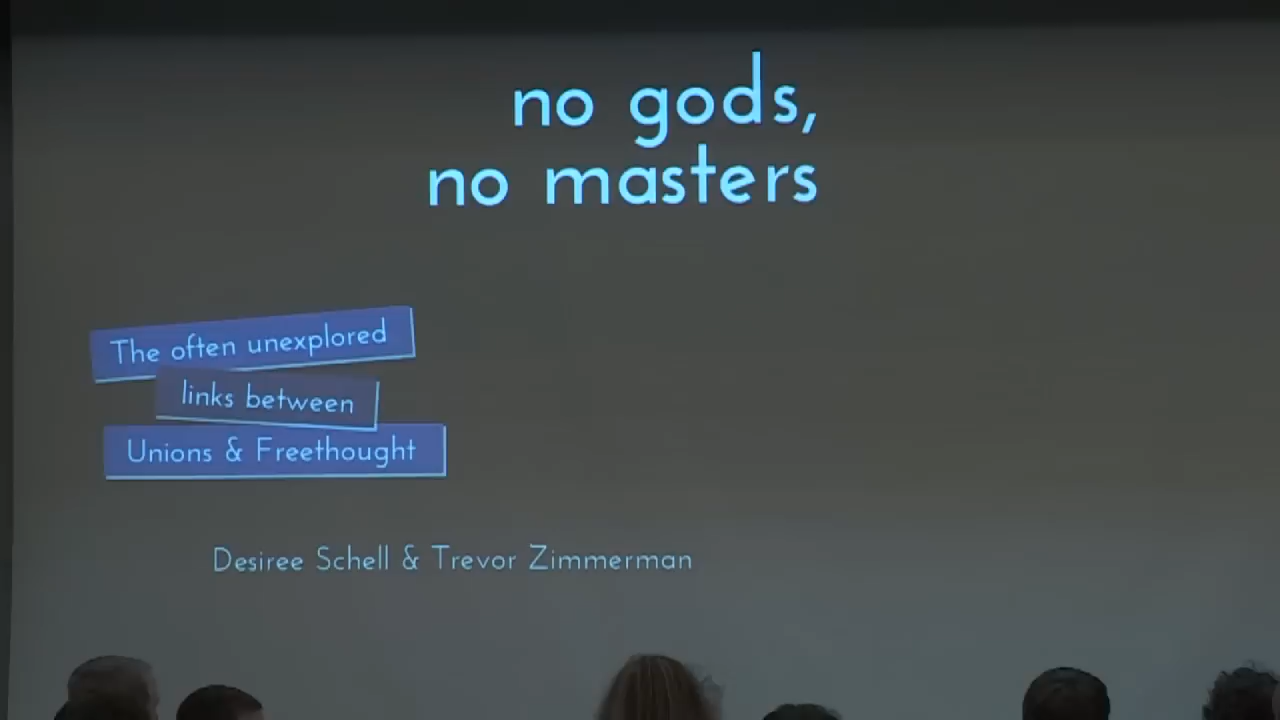 no gods,
no masters
The often unexplored
links between
Unions & Freethought
Desiree Schell & Trevor Zimmerman